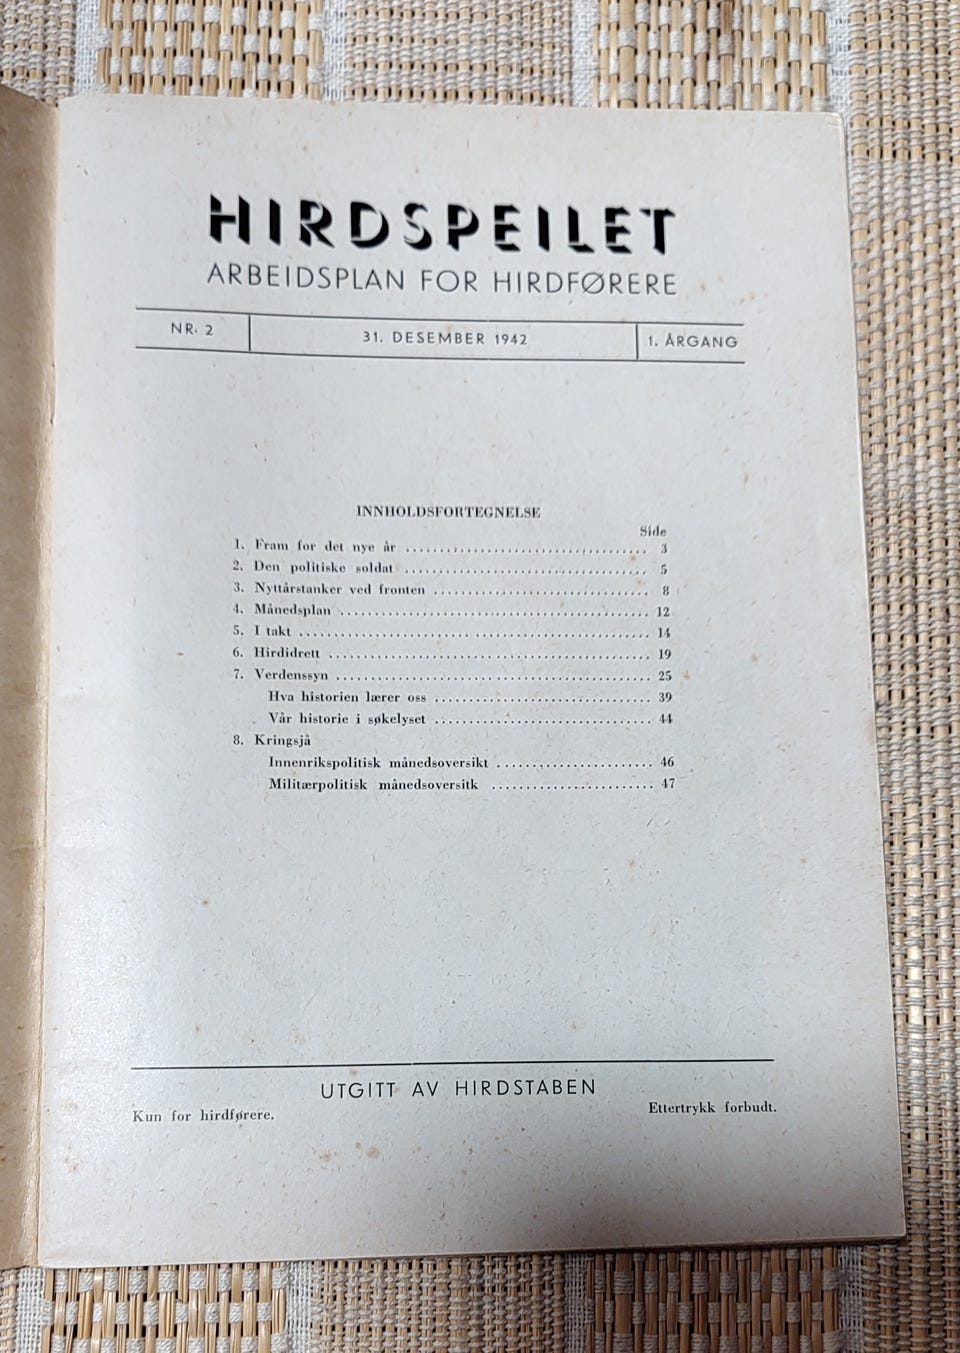 HIRDSPEILET
ARBEIDSPLAN FOR HIRDFØRERE
NR. 2 31. DESEMBER 1942 1. ÅRGANG
INNHOLDSFORTEGNELSE
Side
1. Fram for det nye år ........................ 3
2. Den politiske soldat ........................ 5
3. Nyttårstanker ved fronten ........................ 8
4. Månedsplan ........................ 12
5. I takt ........................ 14
6. Hirdidrett ........................ 19
7. Verdenssyn ........................ 25
Hva historien lærer oss ........................ 39
Vår historie i søkelyset ........................ 44
8. Kringsjå
Innenrikspolitisk månedsoversikt ........................ 46
Militærpolitisk månedsoversitk ........................ 47
UTGITT AV HIRDSTABEN
Kun for hirdførere. Ettertrykk forbudt.